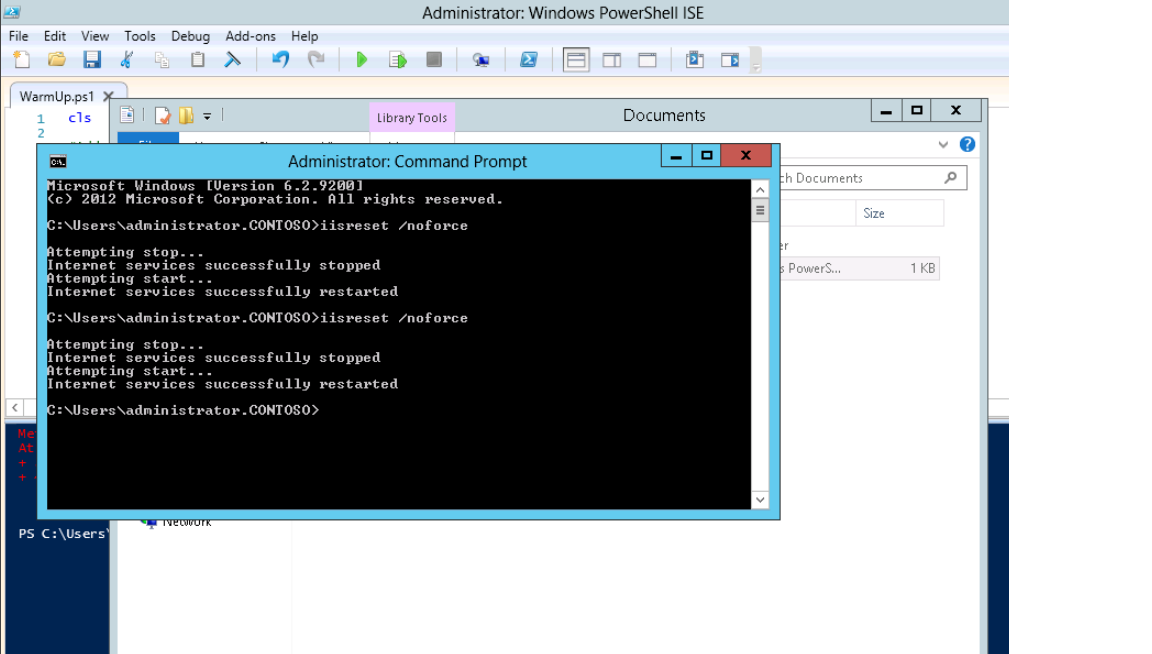 Administrator: Windows PowerShell ISE
File Edit View Tools Debug Add-ons Help
WarmUp.ps1
1 cls
2
Library Tools
Documents
Administrator: Command Prompt
Microsoft Windows [Version 6.2.9200]
(c) 2012 Microsoft Corporation. All rights reserved.
C:\Users\administrator.CONTOSO>iisreset /noforce
Attempting stop...
Internet services successfully stopped
Attempting start...
Internet services successfully restarted
C:\Users\administrator.CONTOSO>iisreset /noforce
Attempting stop...
Internet services successfully stopped
Attempting start...
Internet services successfully restarted
C:\Users\administrator.CONTOSO>
ch Documents
Size
s PowerS... 1 KB
Network
Me
At
+
+
PS C:\Users\